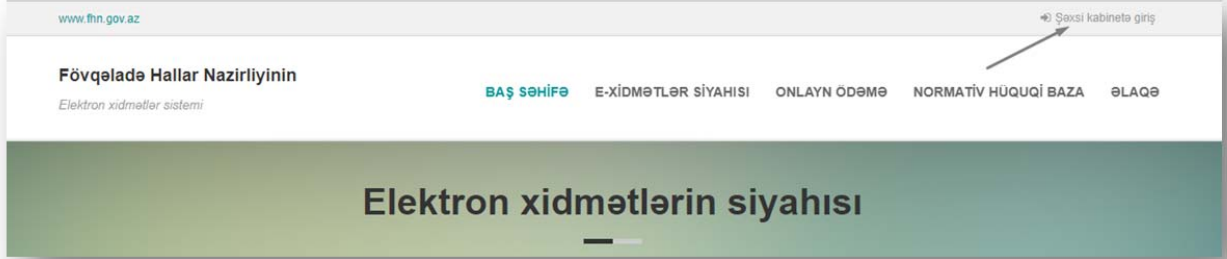 www.fhn.gov.az
Şəxsi kabinetə giriş
Fövqəladə Hallar Nazirliyinin
Elektron xidmətlər sistemi
BAŞ SƏHİFƏ E-XİDMƏTLƏR SİYAHISI ONLAYN ÖDƏMƏ NORMATİV HÜQUQİ BAZA ƏLAQƏ
Elektron xidmətlərin siyahısı